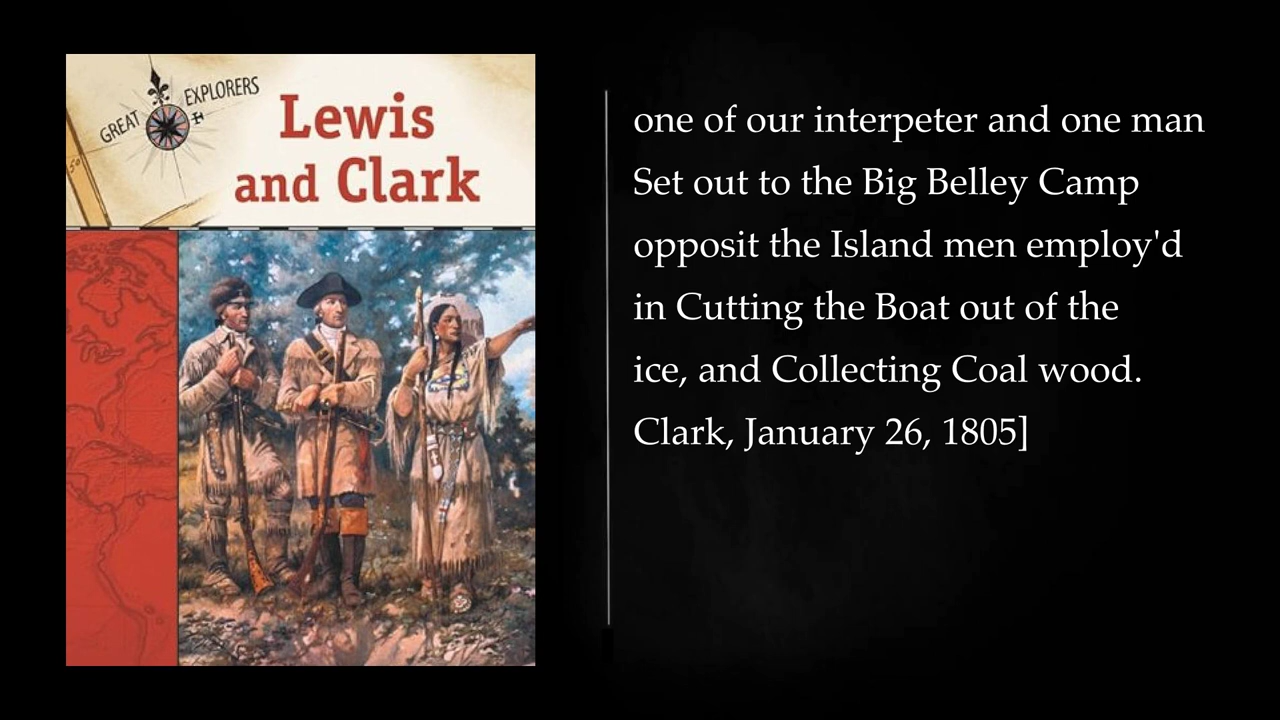 GREAT EXPLORERS
Lewis
and Clark
one of our interpeter and one man
Set out to the Big Belley Camp
opposit the Island men employ'd
in Cutting the Boat out of the
ice, and Collecting Coal wood.
Clark, January 26, 1805]